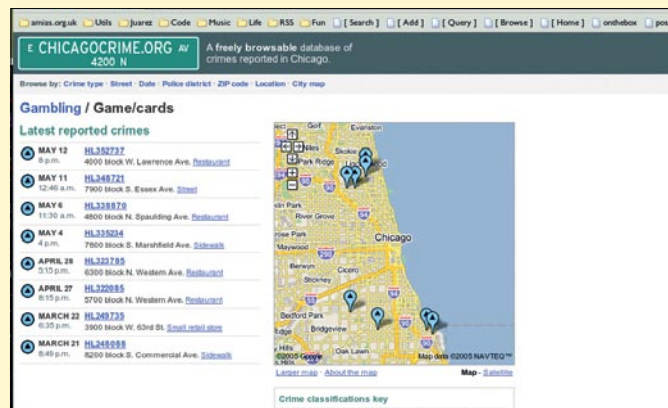 amias.org.uk Utils Juarez Code Music Life RSS Fun [ Search ] [ Add ] [ Query ] [ Browse ] [ Home ] onthebox
E CHICAGOCRIME.ORG AV
4200 N
A freely browsable database of
crimes reported in Chicago.
Browse by: Crime type · Street · Date · Police district · ZIP code · Location · City map
Gambling / Game/cards
Latest reported crimes
MAY 12 HL352737
8 p.m. 4000 block W. Lawrence Ave. Restaurant
MAY 11 HL348721
12:46 a.m. 7900 block S. Essex Ave. Street
MAY 6 HL338870
11:30 a.m. 4800 block N. Spaulding Ave. Restaurant
MAY 4 HL335234
4 p.m. 7800 block S. Marshfield Ave. Sidewalk
APRIL 28 HL323785
5:15 p.m. 6300 block N. Western Ave. Restaurant
APRIL 27 HL322085
8:15 p.m. 5700 block N. Western Ave. Restaurant
MARCH 22 HL249735
6:35 p.m. 3900 block W. 63rd St. Small retail store
MARCH 21 HL248088
8:49 p.m. 8200 block S. Commercial Ave. Sidewalk
Golf Evanston
Niles Skokie
Park Ridge
River Grove
Maywood
Chicago
Berwyn Cicero
Stickney
Bedford Park
Bridgeview
Hills Oak Lawn
©2005 Google Map data ©2005 NAVTEQ™
Larger map · About the map Map · Satellite
Crime classifications key